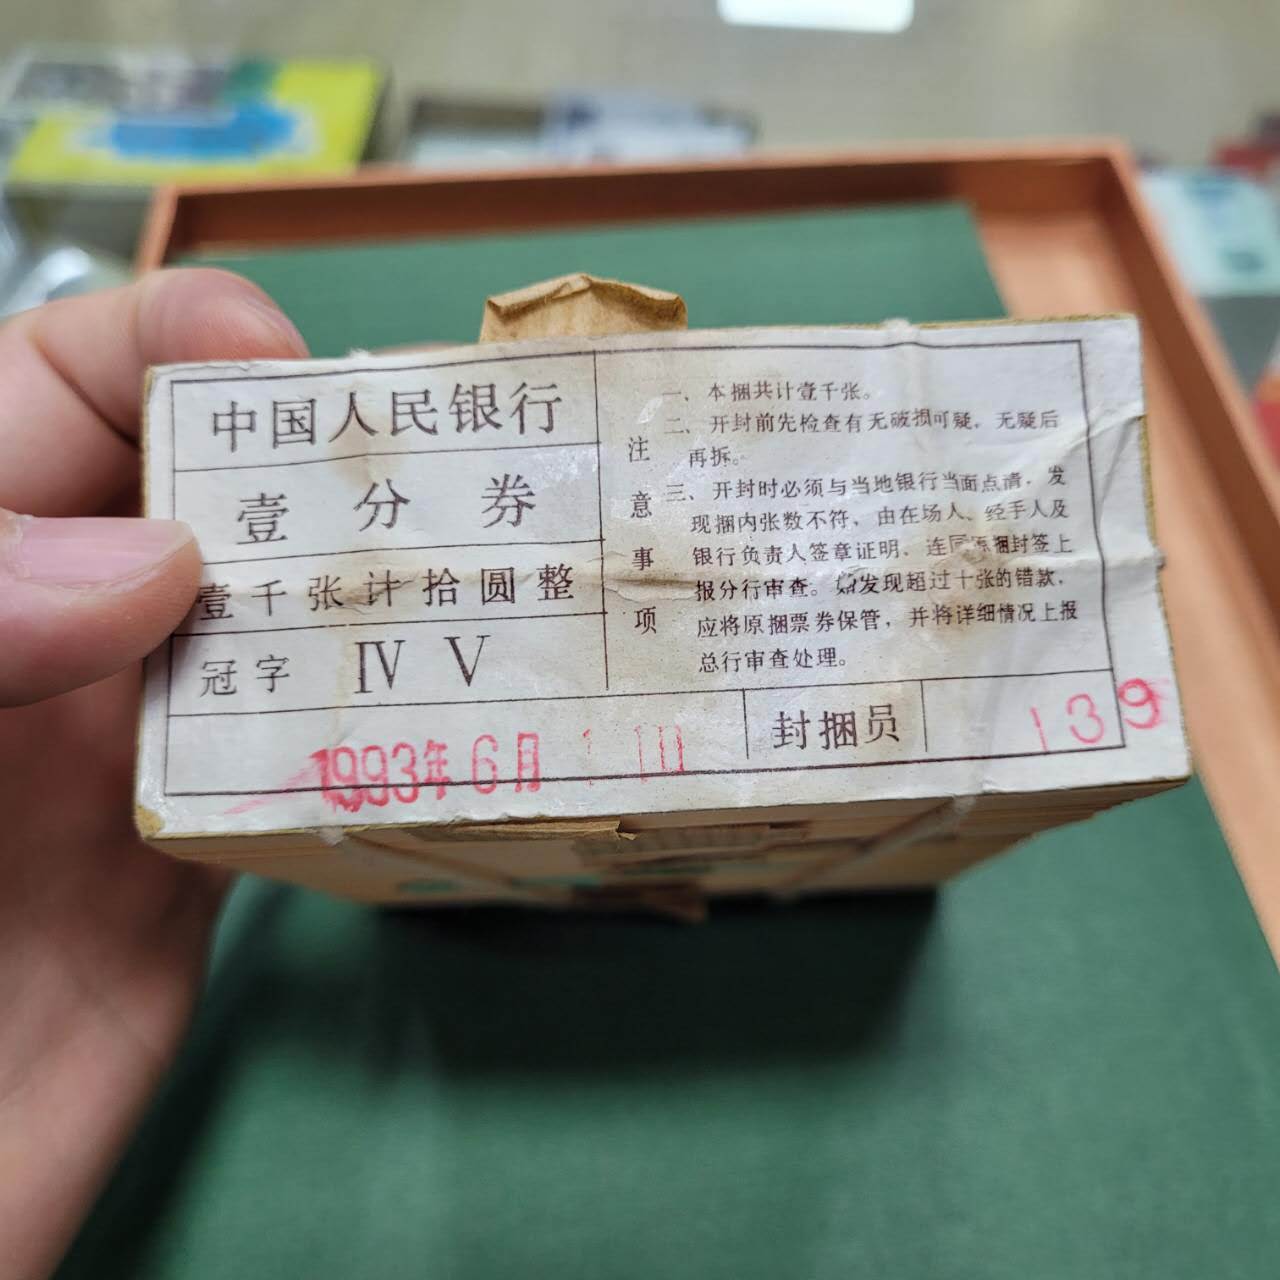 中国人民银行
壹分券
壹千张计拾圆整
冠字 Ⅳ Ⅴ
注意事项
一、本捆共计壹千张。
二、开封前先检查有无破损可疑，无疑后
再拆。
三、开封时必须与当地银行当面点清，发
现捆内张数不符，由在场人、经手人及
银行负责人签章证明，连同原捆封签上
报分行审查。如发现超过十张的错款，
应将原捆票券保管，并将详细情况上报
总行审查处理。
1993年6月
封捆员
139